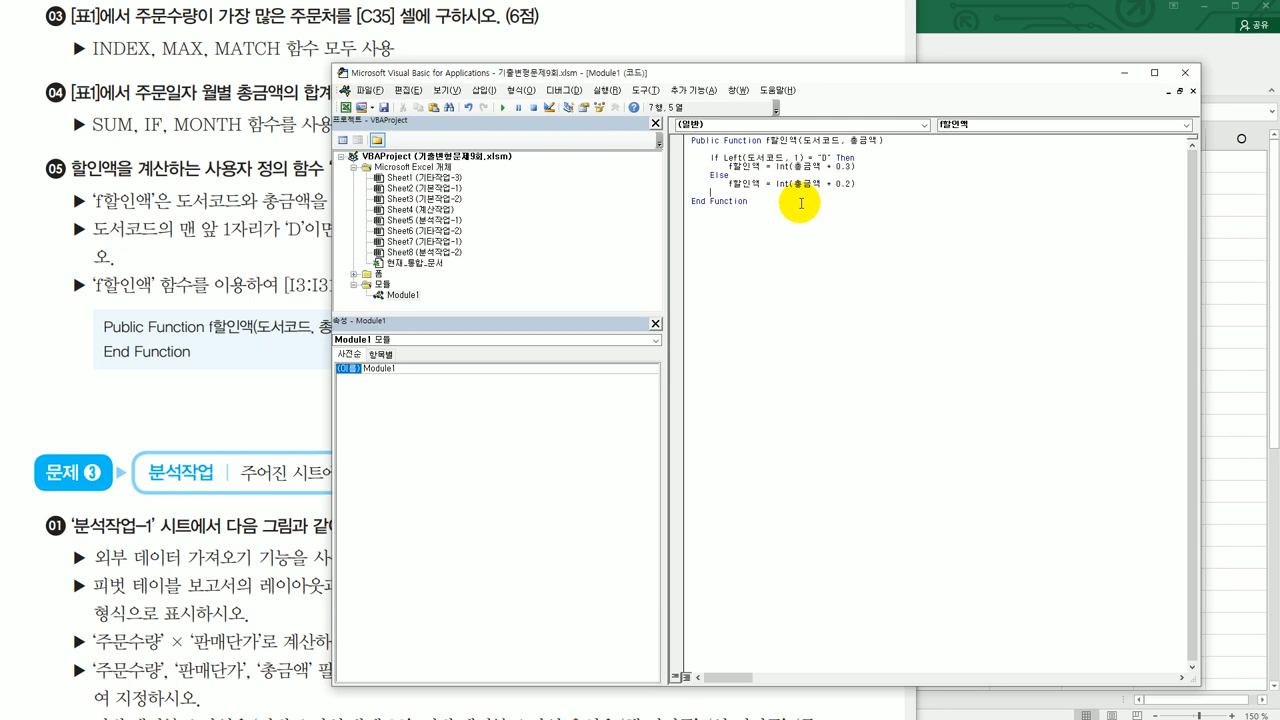 03 [표1]에서 주문수량이 가장 많은 주문처를 [C35] 셀에 구하시오. (6점)
▶ INDEX, MAX, MATCH 함수 모두 사용
04 [표1]에서 주문일자 월별 총금액의 합계
▶ SUM, IF, MONTH 함수를 사용
05 할인액을 계산하는 사용자 정의 함수 '
▶ 'f할인액'은 도서코드와 총금액을
▶ 도서코드의 맨 앞 1자리가 'D'이면
오.
▶ 'f할인액' 함수를 이용하여 [I3:I31
Public Function f할인액(도서코드, 총
End Function
문제 3 분석작업 | 주어진 시트에
01 '분석작업-1' 시트에서 다음 그림과 같이
▶ 외부 데이터 가져오기 기능을 사
▶ 피벗 테이블 보고서의 레이아웃과
형식으로 표시하시오.
▶ '주문수량' × '판매단가'로 계산하
▶ '주문수량', '판매단가', '총금액' 필
여 지정하시오.
공유
Microsoft Visual Basic for Applications - 기출변형문제9회.xlsm - [Module1 (코드)]
파일(F) 편집(E) 보기(V) 삽입(I) 형식(O) 디버그(D) 실행(R) 도구(T) 추가 기능(A) 창(W) 도움말(H)
7 행, 5 열
프로젝트 - VBAProject
VBAProject (기출변형문제9회.xlsm)
Microsoft Excel 개체
Sheet1 (기타작업-3)
Sheet2 (기본작업-1)
Sheet3 (기본작업-2)
Sheet4 (계산작업)
Sheet5 (분석작업-1)
Sheet6 (기타작업-2)
Sheet7 (기타작업-1)
Sheet8 (분석작업-2)
현재_통합_문서
폼
모듈
Module1
속성 - Module1
Module1 모듈
사전순 항목별
(이름) Module1
(일반) f할인액
Public Function f할인액(도서코드, 총금액)
If Left(도서코드, 1) = "D" Then
f할인액 = Int(총금액 + 0.3)
Else
f할인액 = Int(총금액 + 0.2)
End Function
O
150 %